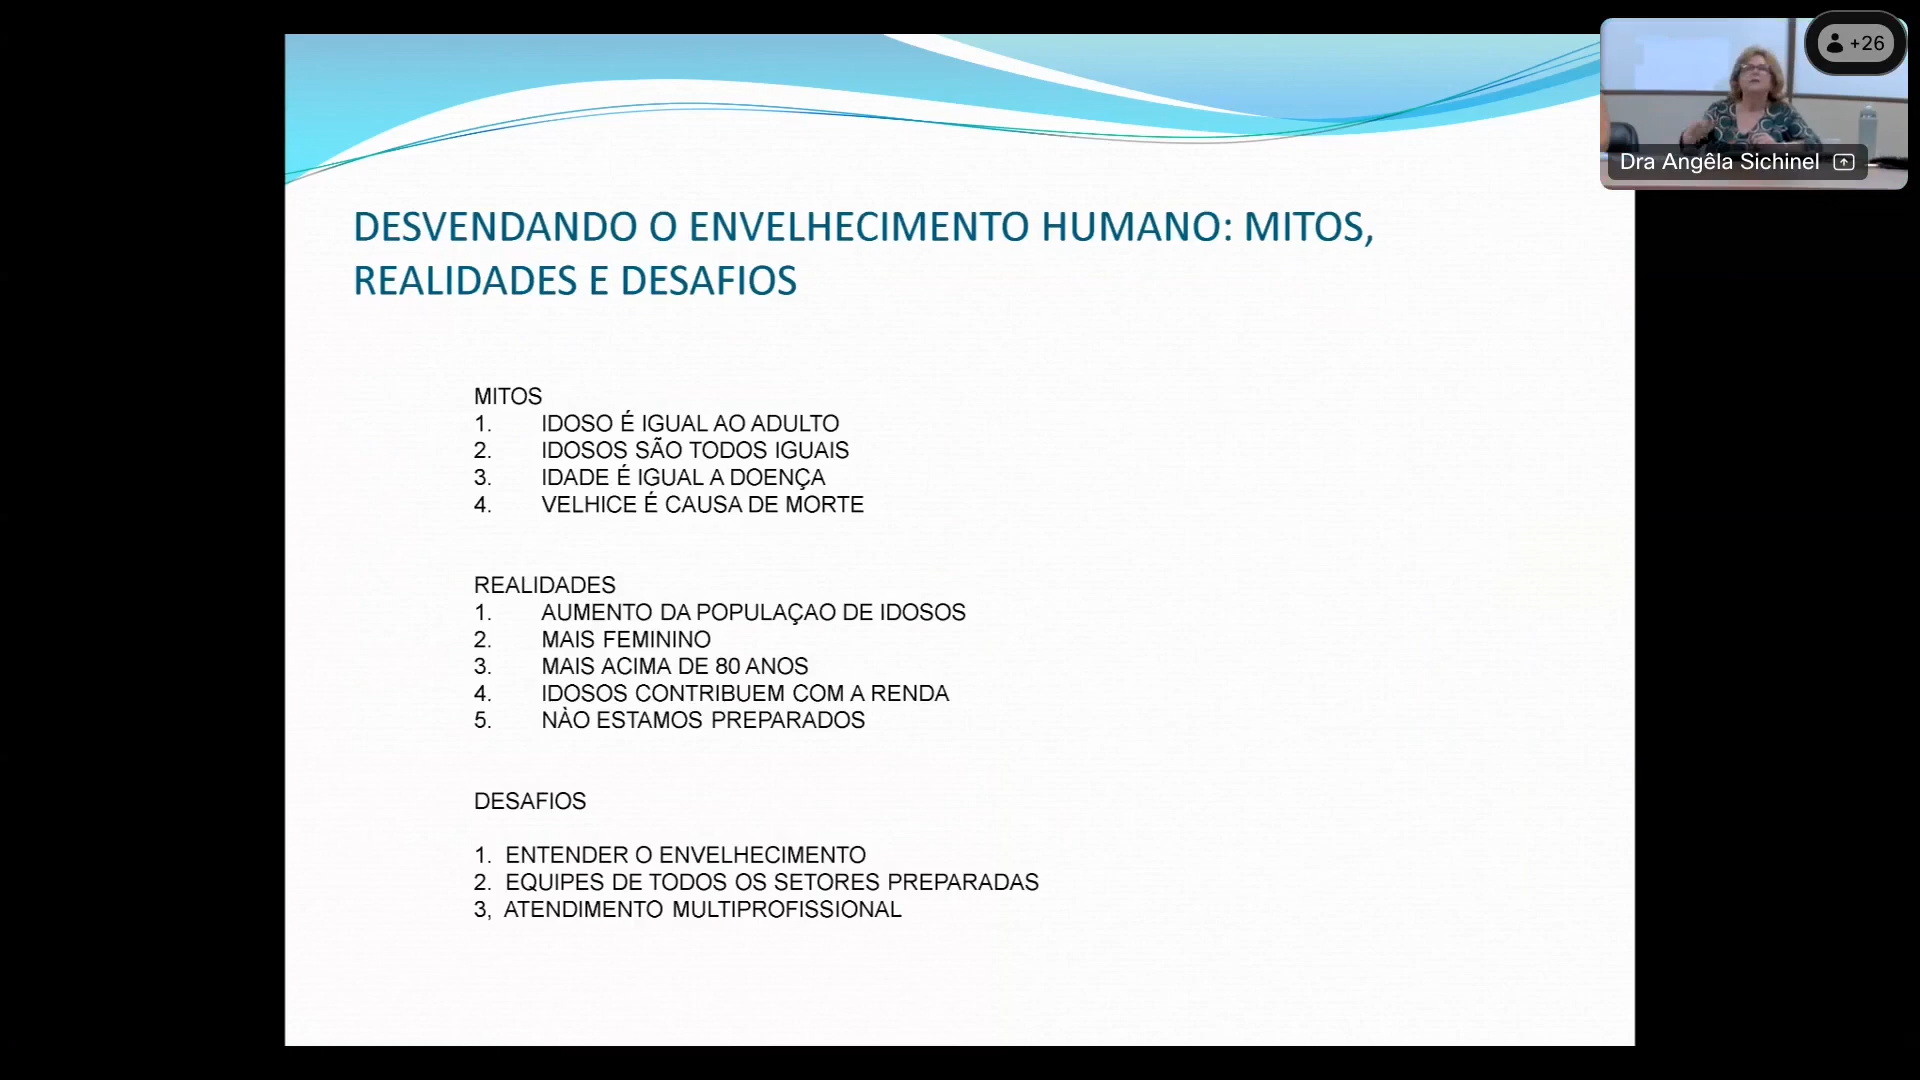 +26
Dra Angêla Sichinel
DESVENDANDO O ENVELHECIMENTO HUMANO: MITOS,
REALIDADES E DESAFIOS
MITOS
1. IDOSO É IGUAL AO ADULTO
2. IDOSOS SÃO TODOS IGUAIS
3. IDADE É IGUAL A DOENÇA
4. VELHICE É CAUSA DE MORTE
REALIDADES
1. AUMENTO DA POPULAÇAO DE IDOSOS
2. MAIS FEMININO
3. MAIS ACIMA DE 80 ANOS
4. IDOSOS CONTRIBUEM COM A RENDA
5. NÀO ESTAMOS PREPARADOS
DESAFIOS
1. ENTENDER O ENVELHECIMENTO
2. EQUIPES DE TODOS OS SETORES PREPARADAS
3, ATENDIMENTO MULTIPROFISSIONAL